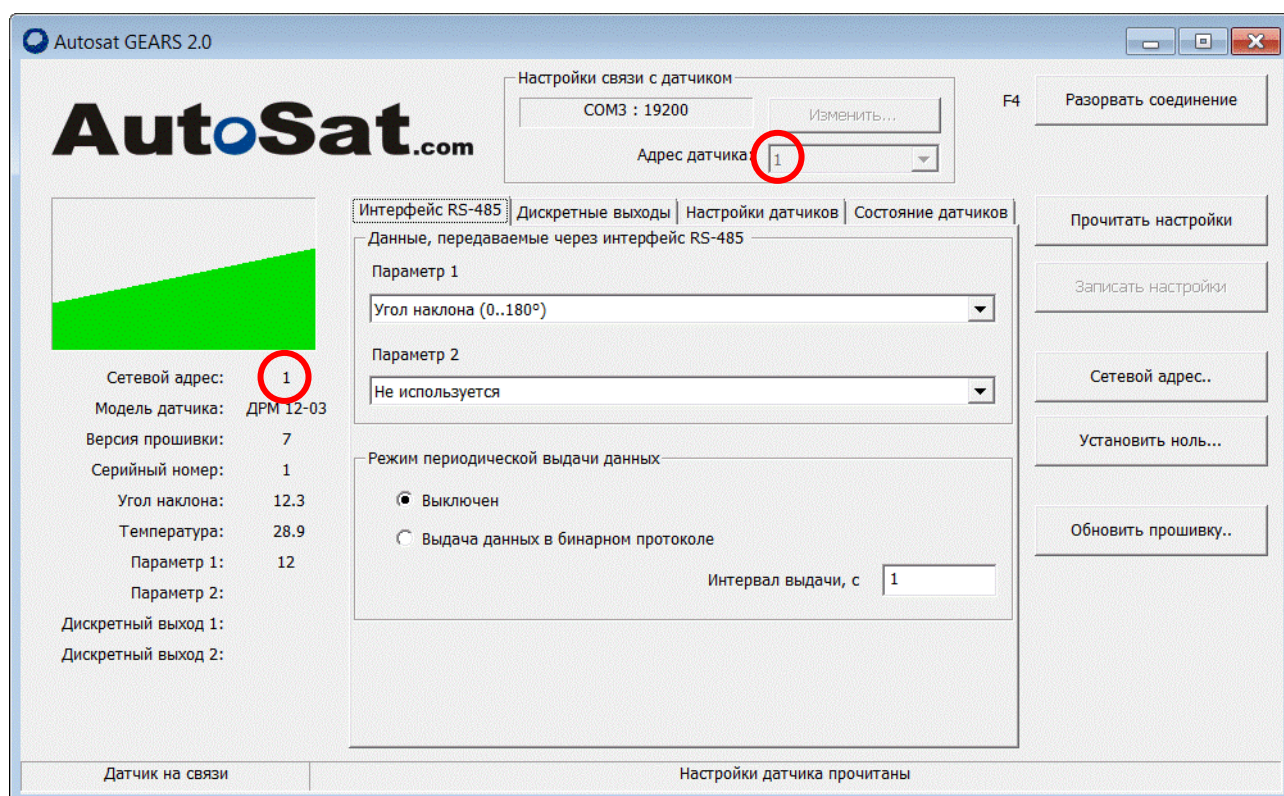 Autosat GEARS 2.0
AutoSat.com
Настройки связи с датчиком
COM3 : 19200
Изменить...
Адрес датчика:
1
F4
Разорвать соединение
Интерфейс RS-485
Дискретные выходы
Настройки датчиков
Состояние датчиков
Данные, передаваемые через интерфейс RS-485
Параметр 1
Угол наклона (0..180º)
Параметр 2
Не используется
Режим периодической выдачи данных
Выключен
Выдача данных в бинарном протоколе
Интервал выдачи, с
1
Сетевой адрес: 1
Модель датчика: ДРМ 12-03
Версия прошивки: 7
Серийный номер: 1
Угол наклона: 12.3
Температура: 28.9
Параметр 1: 12
Параметр 2:
Дискретный выход 1:
Дискретный выход 2:
Прочитать настройки
Записать настройки
Сетевой адрес..
Установить ноль...
Обновить прошивку..
Датчик на связи
Настройки датчика прочитаны